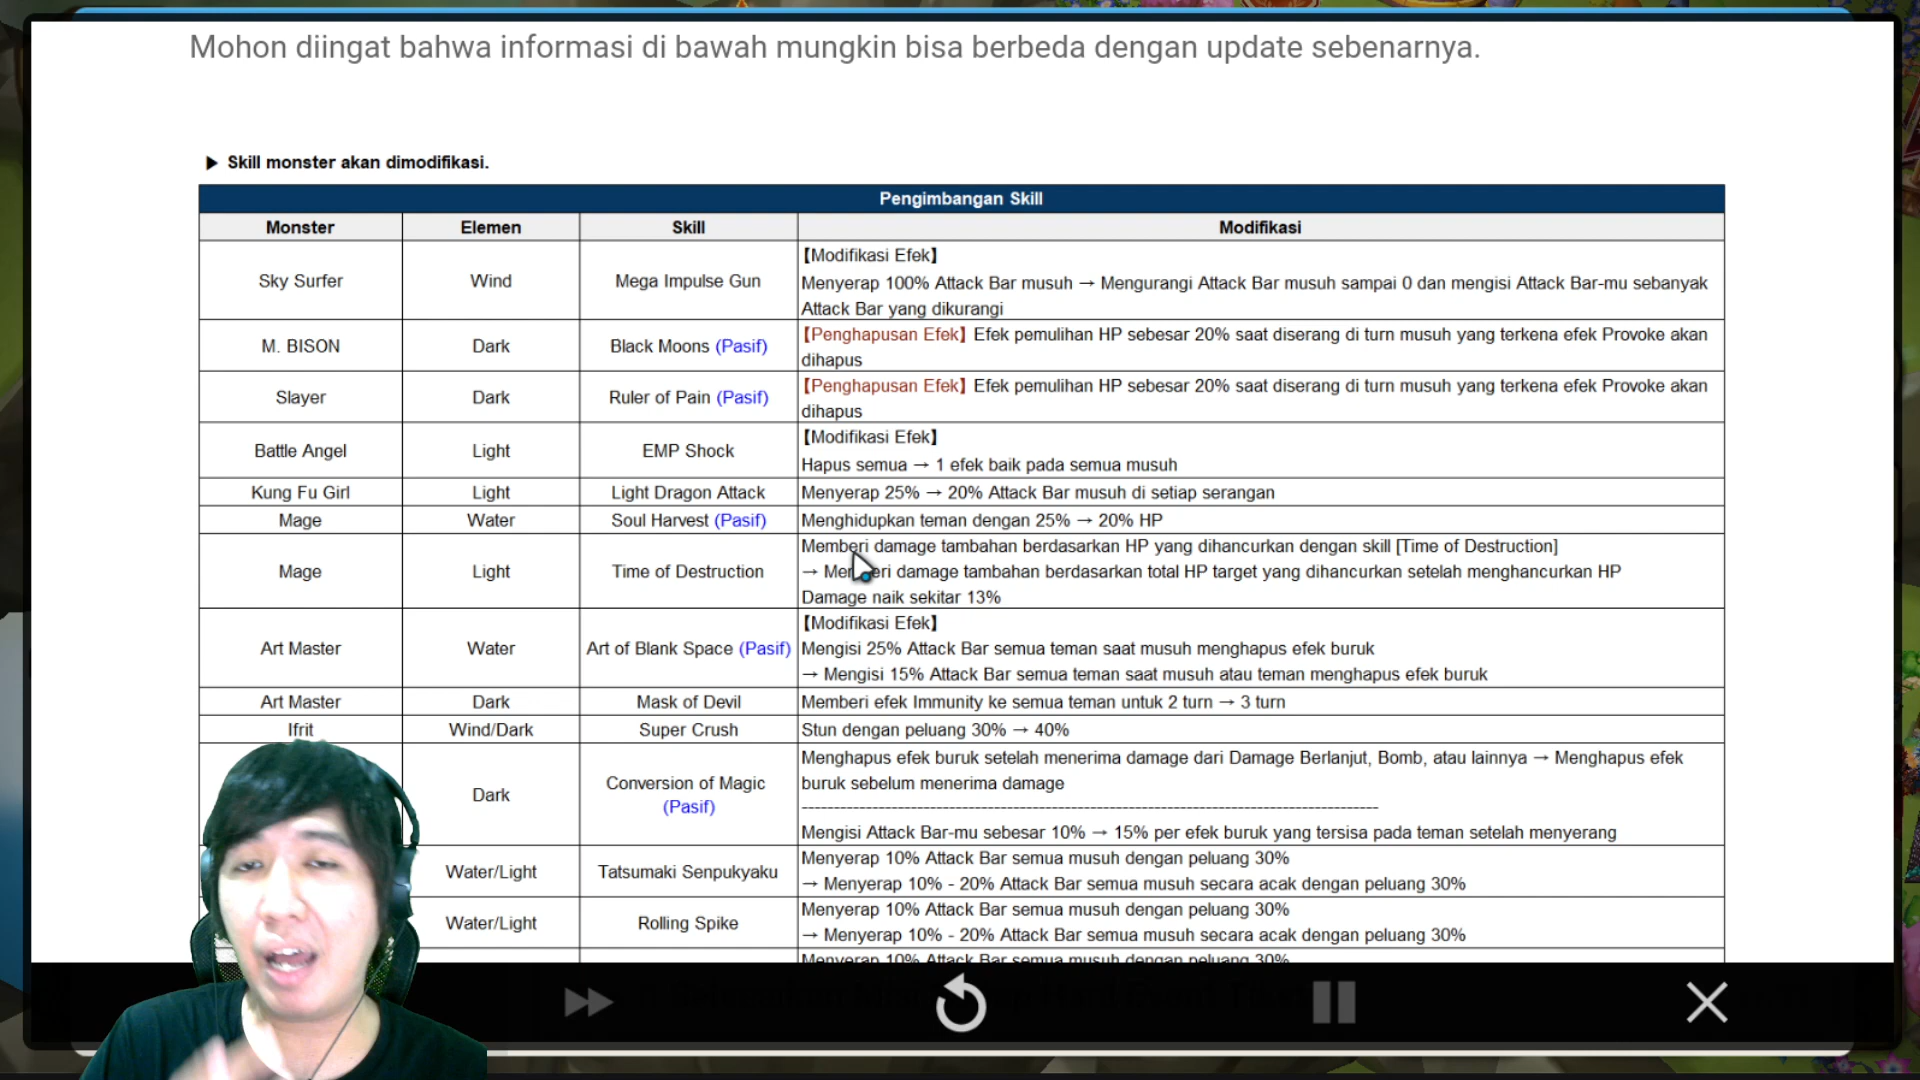 Mohon diingat bahwa informasi di bawah mungkin bisa berbeda dengan update sebenarnya.
▶ Skill monster akan dimodifikasi.
Pengimbangan Skill
Monster Elemen Skill Modifikasi
Sky Surfer Wind Mega Impulse Gun 【Modifikasi Efek】
Menyerap 100% Attack Bar musuh → Mengurangi Attack Bar musuh sampai 0 dan mengisi Attack Bar-mu sebanyak
Attack Bar yang dikurangi
M. BISON Dark Black Moons (Pasif) 【Penghapusan Efek】 Efek pemulihan HP sebesar 20% saat diserang di turn musuh yang terkena efek Provoke akan
dihapus
Slayer Dark Ruler of Pain (Pasif) 【Penghapusan Efek】 Efek pemulihan HP sebesar 20% saat diserang di turn musuh yang terkena efek Provoke akan
dihapus
Battle Angel Light EMP Shock 【Modifikasi Efek】
Hapus semua → 1 efek baik pada semua musuh
Kung Fu Girl Light Light Dragon Attack Menyerap 25% → 20% Attack Bar musuh di setiap serangan
Mage Water Soul Harvest (Pasif) Menghidupkan teman dengan 25% → 20% HP
Mage Light Time of Destruction Memberi damage tambahan berdasarkan HP yang dihancurkan dengan skill [Time of Destruction]
→ Memberi damage tambahan berdasarkan total HP target yang dihancurkan setelah menghancurkan HP
Damage naik sekitar 13%
Art Master Water Art of Blank Space (Pasif) 【Modifikasi Efek】
Mengisi 25% Attack Bar semua teman saat musuh menghapus efek buruk
→ Mengisi 15% Attack Bar semua teman saat musuh atau teman menghapus efek buruk
Art Master Dark Mask of Devil Memberi efek Immunity ke semua teman untuk 2 turn → 3 turn
Ifrit Wind/Dark Super Crush Stun dengan peluang 30% → 40%
Dark Conversion of Magic (Pasif) Menghapus efek buruk setelah menerima damage dari Damage Berlanjut, Bomb, atau lainnya → Menghapus efek
buruk sebelum menerima damage
Mengisi Attack Bar-mu sebesar 10% → 15% per efek buruk yang tersisa pada teman setelah menyerang
Water/Light Tatsumaki Senpukyaku Menyerap 10% Attack Bar semua musuh dengan peluang 30%
→ Menyerap 10% - 20% Attack Bar semua musuh secara acak dengan peluang 30%
Water/Light Rolling Spike Menyerap 10% Attack Bar semua musuh dengan peluang 30%
→ Menyerap 10% - 20% Attack Bar semua musuh secara acak dengan peluang 30%
Menyerap 10% Attack Bar semua musuh dengan peluang 30%